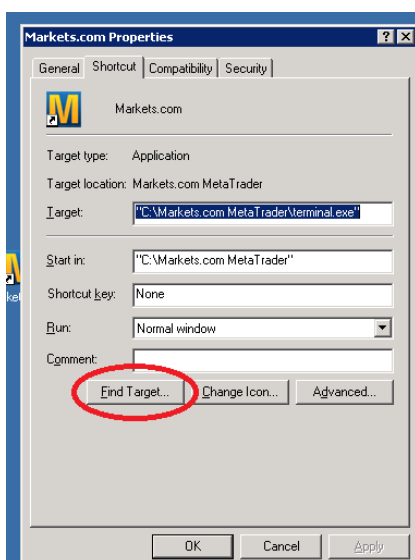 Markets.com Properties
General Shortcut Compatibility Security
Markets.com
Target type: Application
Target location: Markets.com MetaTrader
Target: "C:\Markets.com MetaTrader\terminal.exe"
Start in: "C:\Markets.com MetaTrader"
Shortcut key: None
Run: Normal window
Comment:
Find Target... Change Icon... Advanced...
OK Cancel Apply